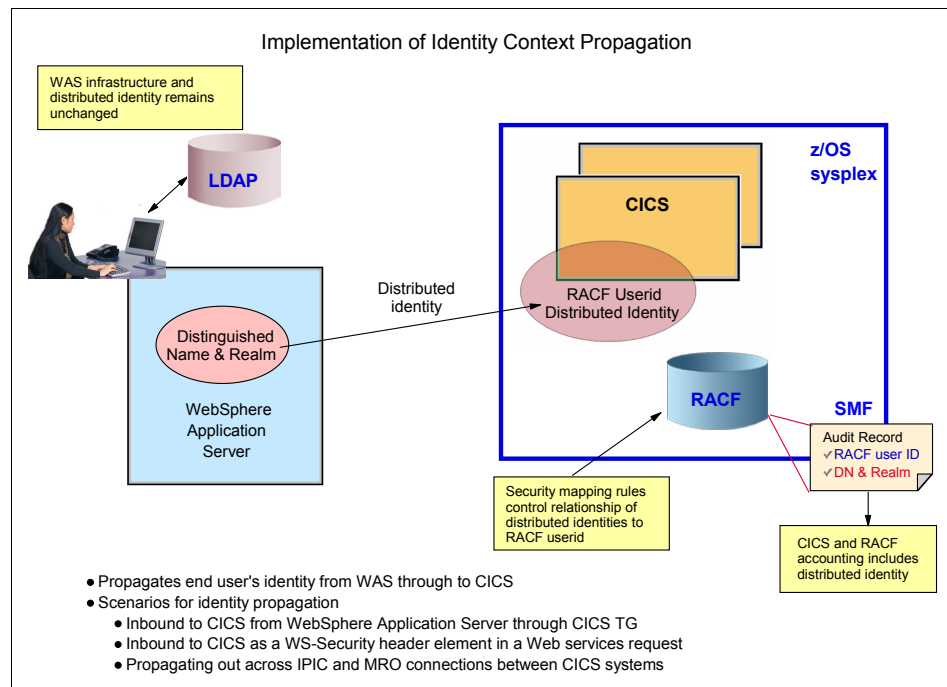 Implementation of Identity Context Propagation
WAS infrastructure and
distributed identity remains
unchanged
LDAP
z/OS
sysplex
CICS
Distributed
identity
RACF Userid
Distributed Identity
Distinguished
Name & Realm
WebSphere
Application
Server
RACF
SMF
Audit Record
✓RACF user ID
✓DN & Realm
Security mapping rules
control relationship of
distributed identities to
RACF userid
CICS and RACF
accounting includes
distributed identity
● Propagates end user's identity from WAS through to CICS
● Scenarios for identity propagation
● Inbound to CICS from WebSphere Application Server through CICS TG
● Inbound to CICS as a WS-Security header element in a Web services request
● Propagating out across IPIC and MRO connections between CICS systems